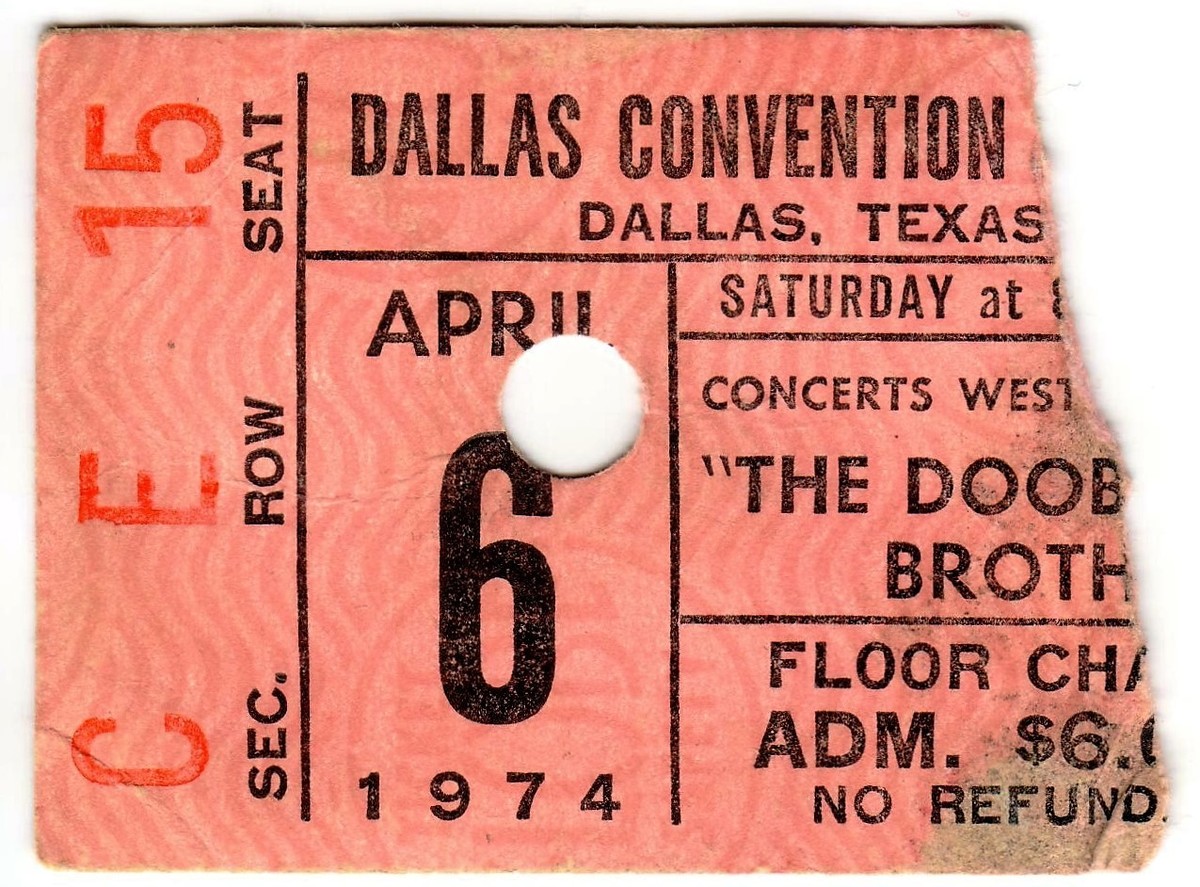 DALLAS CONVENTION
DALLAS, TEXAS
SATURDAY at
APRIL
6
1974
CONCERTS WEST
"THE DOOB
BROTH
FLOOR CHA
ADM. $6.0
NO REFUND
SEAT 15
ROW E
SEC. C